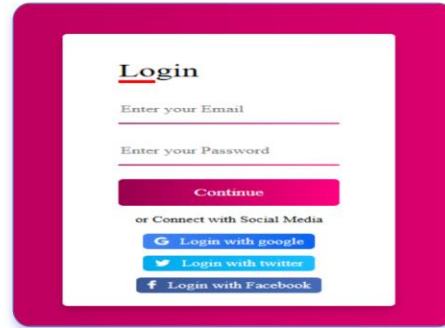 Login
Enter your Email
Enter your Password
Continue
or Connect with Social Media
G Login with google
Login with twitter
f Login with Facebook